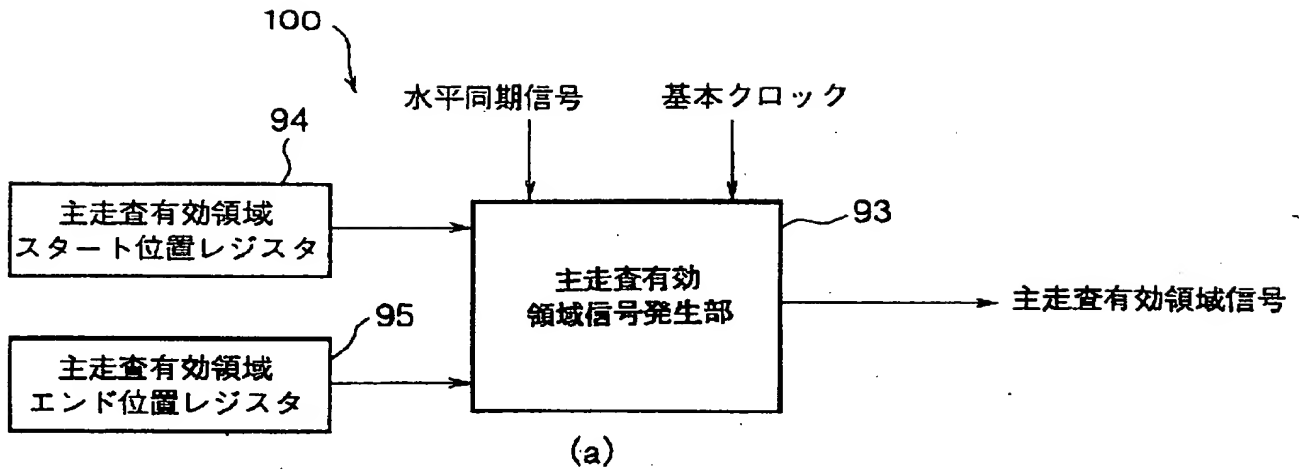 100
水平同期信号
基本クロック
94
主走査有効領域
スタート位置レジスタ
93
主走査有効
領域信号発生部
主走査有効領域信号
95
主走査有効領域
エンド位置レジスタ
(a)